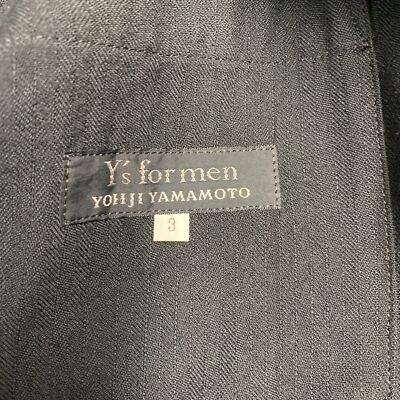 Y's for men
YOHJI YAMAMOTO
3